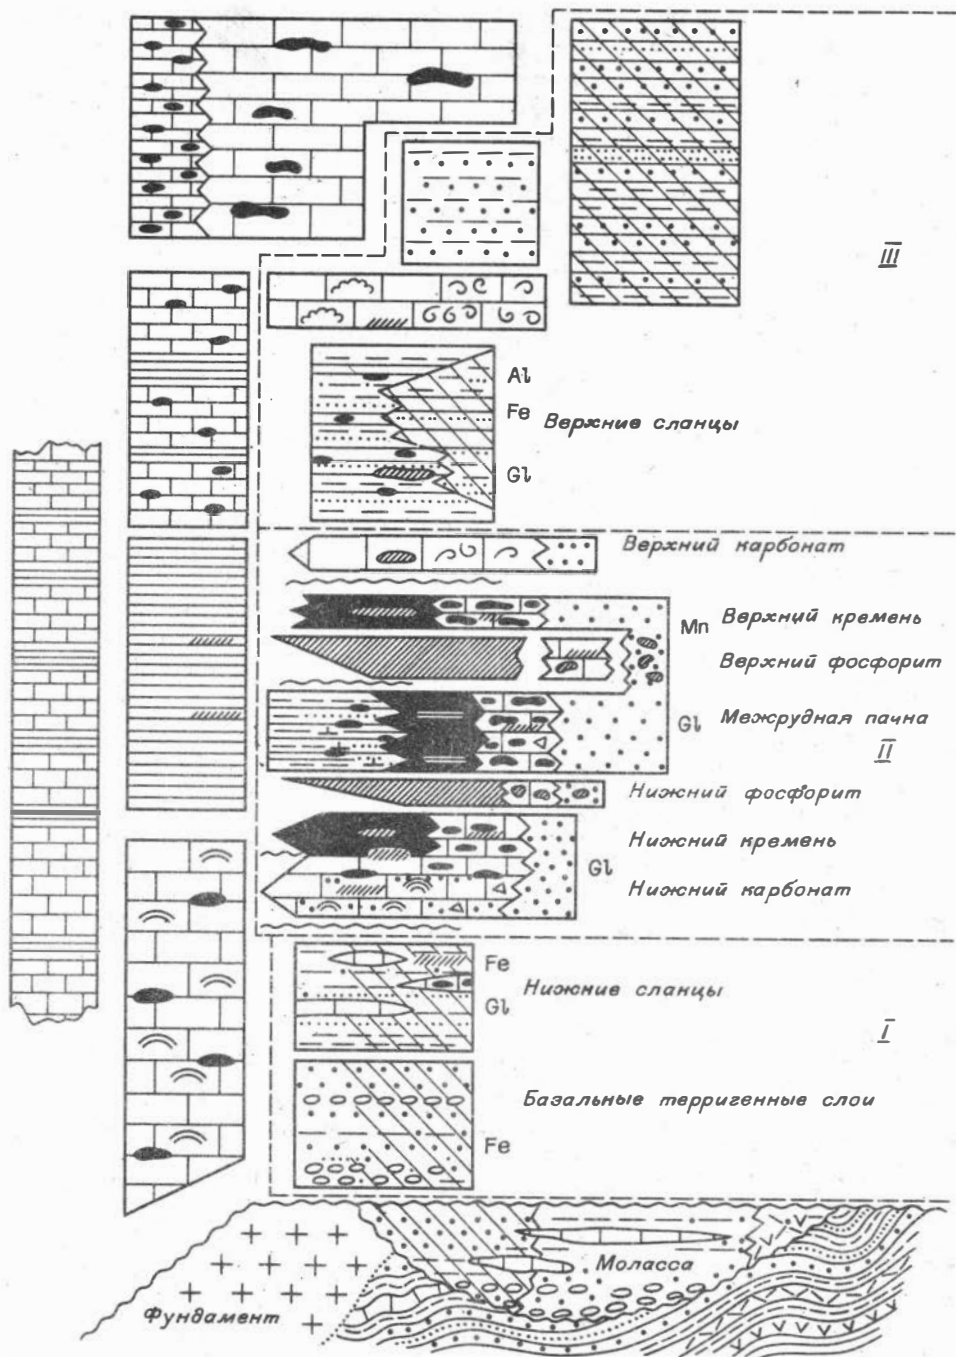 III
Al
Fe Верхние сланцы
Gl
Верхний карбонат
Mn Верхний кремень
Верхний фосфорит
Gl Межрудная пачка
II
Нижний фосфорит
Нижний кремень
Gl
Нижний карбонат
Fe
Нижние сланцы
Gl
I
Базальные терригенные слои
Fe
Моласса
Фундамент